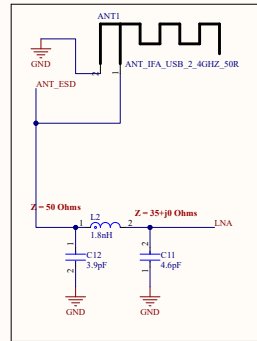 ANT1
GND
2
1
ANT_IFA_USB_2_4GHZ_50R
ANT_ESD
Z = 50 Ohms
Z = 35+j0 Ohms
L2
1
2
1.8nH
LNA
1
C12
3.9pF
2
1
C11
4.6pF
2
GND
GND